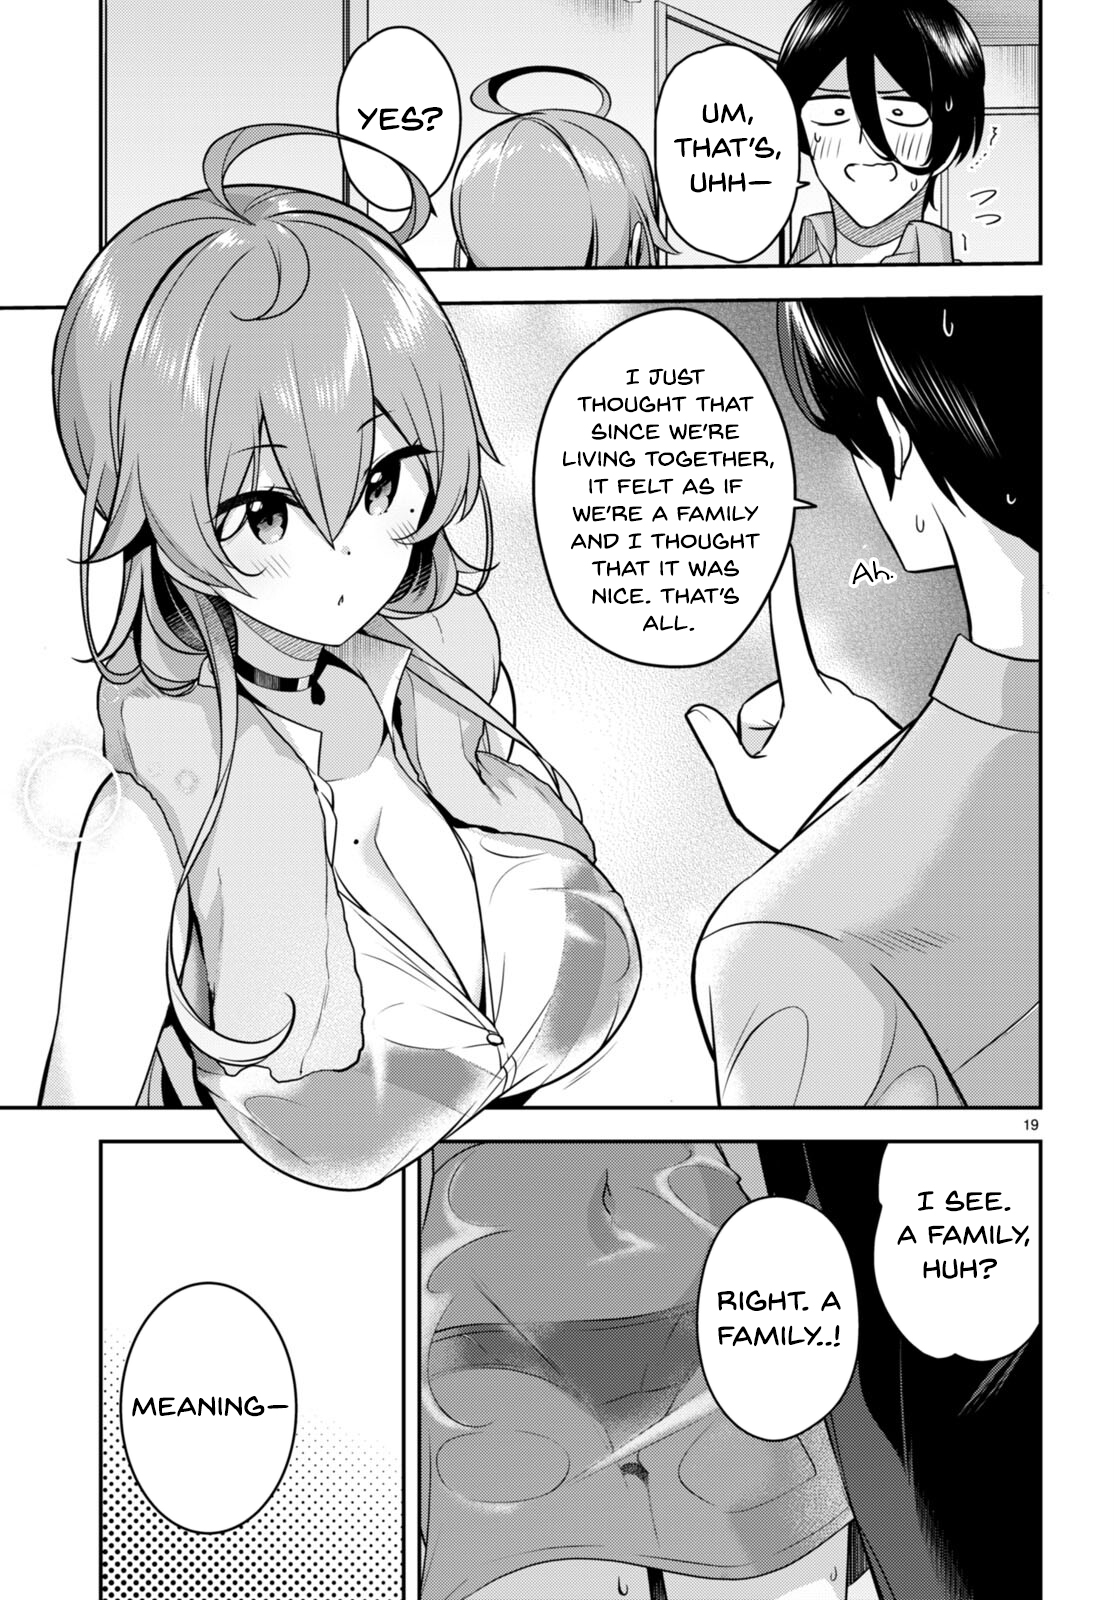 UM,
THAT'S,
UHH—
YES?
I JUST
THOUGHT THAT
SINCE WE'RE
LIVING TOGETHER,
IT FELT AS IF
WE'RE A FAMILY
AND I THOUGHT
THAT IT WAS
NICE. THAT'S
ALL.
Ah.
19
I SEE.
A FAMILY,
HUH?
RIGHT. A
FAMILY..!
MEANING—